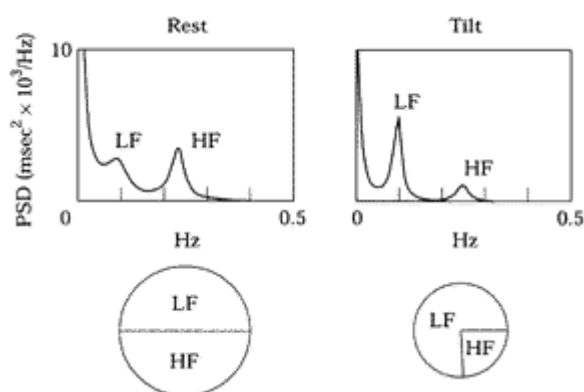 Rest
PSD (msec² × 10³/Hz)
10
LF
HF
0
0.5
Hz
LF
HF
Tilt
LF
HF
0
0.5
Hz
LF
HF